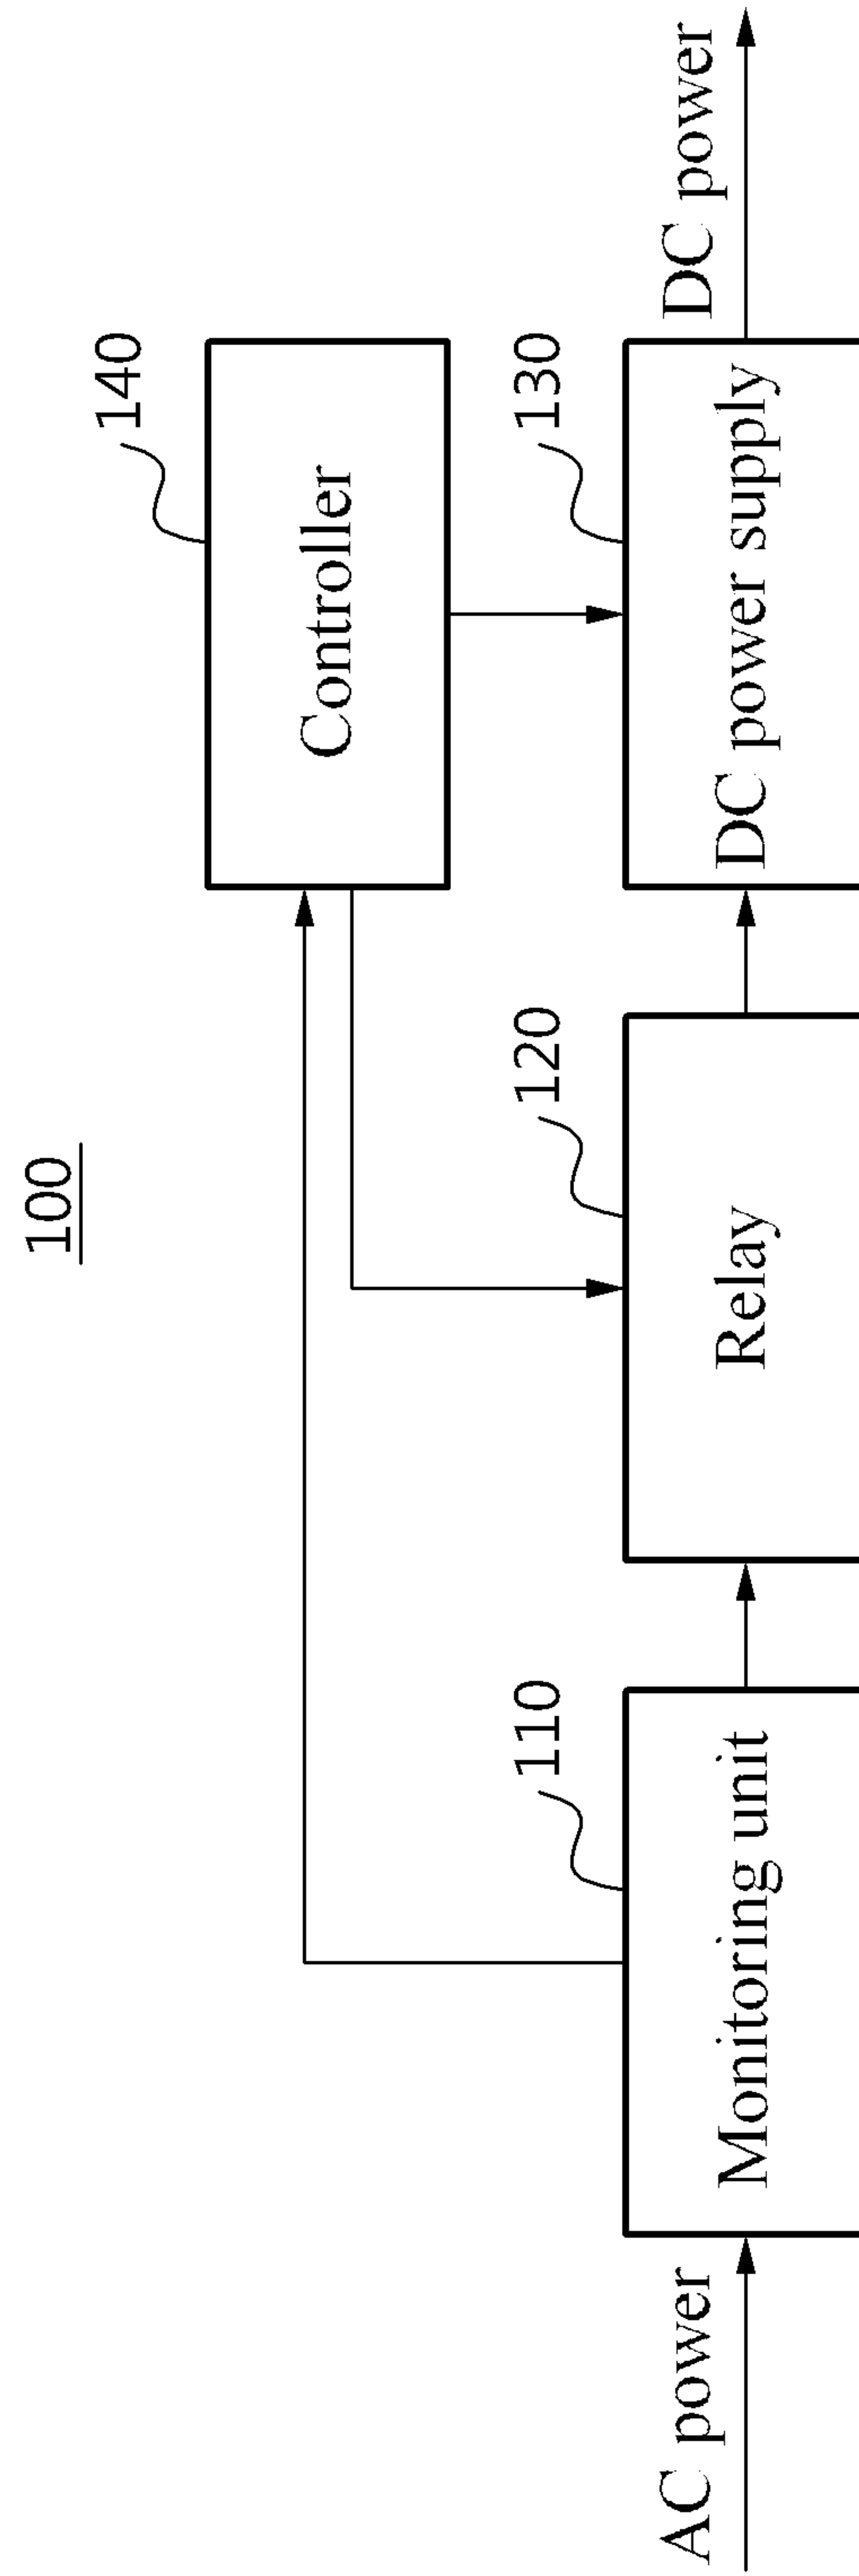 100
140
Controller
110
120
130
AC power
Monitoring unit
Relay
DC power supply
DC power